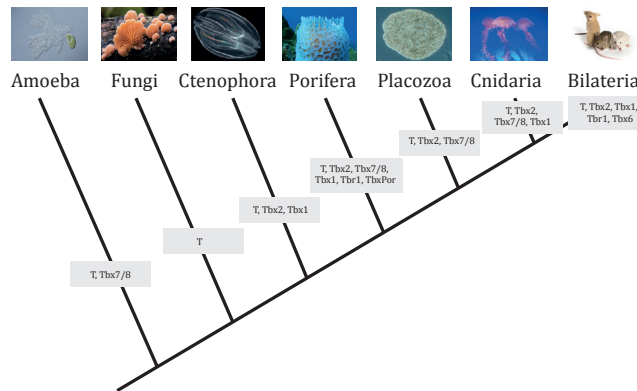 Amoeba Fungi Ctenophora Porifera Placozoa Cnidaria Bilateria
T, Tbx2,
Tbx7/8, Tbx1
T, Tbx2, Tbx1,
Tbr1, Tbx6
T, Tbx2, Tbx7/8
T, Tbx2, Tbx7/8,
Tbx1, Tbr1, TbxPor
T, Tbx2, Tbx1
T
T, Tbx7/8